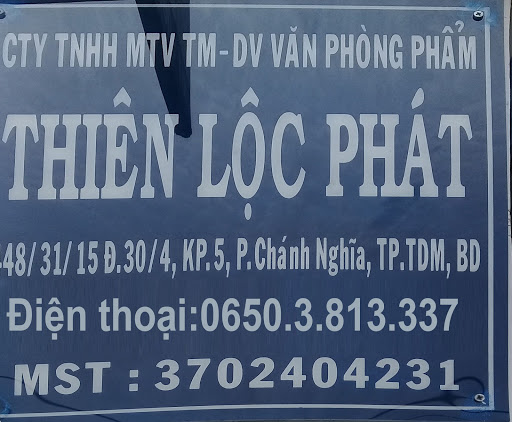 CTY TNHH MTV TM-DV VĂN PHÒNG PHẨM
THIÊN LỘC PHÁT
48/31/15 Đ.30/4, KP.5, P.Chánh Nghĩa, TP.TDM, BD
Điện thoại:0650.3.813.337
MST : 3702404231